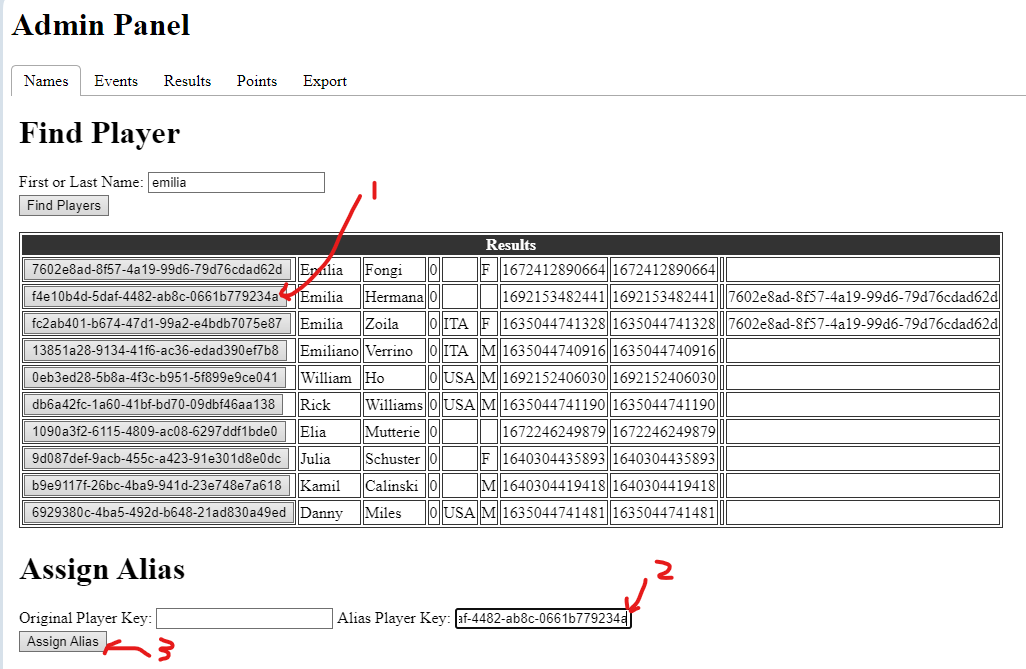 Admin Panel
Names Events Results Points Export
Find Player
First or Last Name: emilia
1
Find Players
Results
7602e8ad-8f57-4a19-99d6-79d76cdad62d Emilia Fongi 0 F 1672412890664 1672412890664
f4e10b4d-5daf-4482-ab8c-0661b779234a Emilia Hermana 0 1692153482441 1692153482441 7602e8ad-8f57-4a19-99d6-79d76cdad62d
fc2ab401-b674-47d1-99a2-e4bdb7075e87 Emilia Zoila 0 ITA F 1635044741328 1635044741328 7602e8ad-8f57-4a19-99d6-79d76cdad62d
13851a28-9134-41f6-ac36-edad390ef7b8 Emiliano Verrino 0 ITA M 1635044740916 1635044740916
0eb3ed28-5b8a-4f3c-b951-5f899e9ce041 William Ho 0 USA M 1692152406030 1692152406030
db6a42fc-1a60-41bf-bd70-09dbf46aa138 Rick Williams 0 USA M 1635044741190 1635044741190
1090a3f2-6115-4809-ac08-6297ddf1bde0 Elia Mutterie 0 1672246249879 1672246249879
9d087def-9acb-455c-a423-91e301d8e0dc Julia Schuster 0 F 1640304435893 1640304435893
b9e9117f-26bc-4ba9-941d-23e748e7a618 Kamil Calinski 0 M 1640304419418 1640304419418
6929380c-4ba5-492d-b648-21ad830a49ed Danny Miles 0 USA M 1635044741481 1635044741481
Assign Alias
2
Original Player Key: Alias Player Key: af-4482-ab8c-0661b779234a
Assign Alias
3